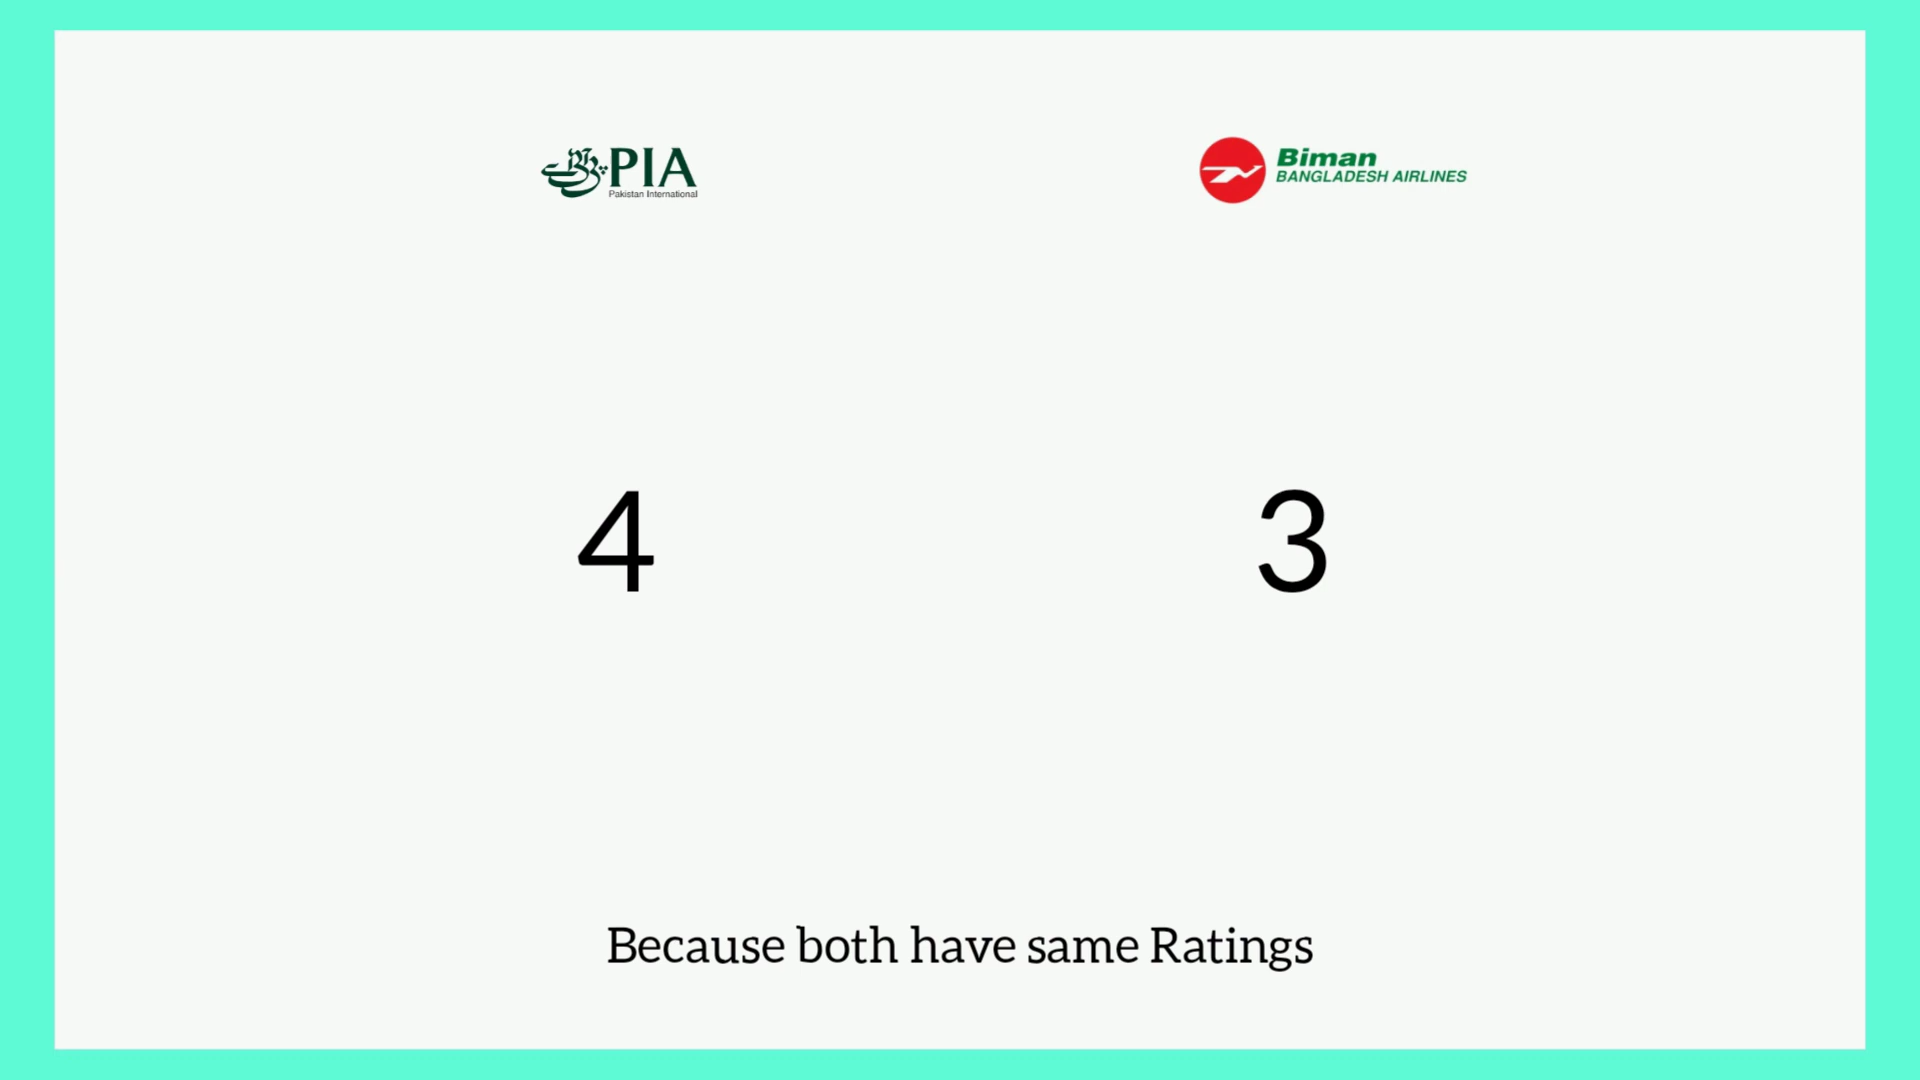 PIA
Pakistan International
Biman
BANGLADESH AIRLINES
4
3
Because both have same Ratings